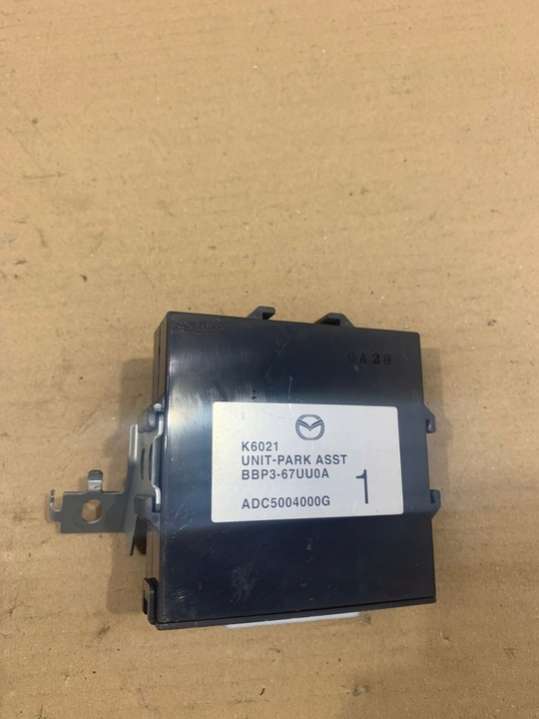 K6021
UNIT-PARK ASST
BBP3-67UU0A
1
ADC5004000G